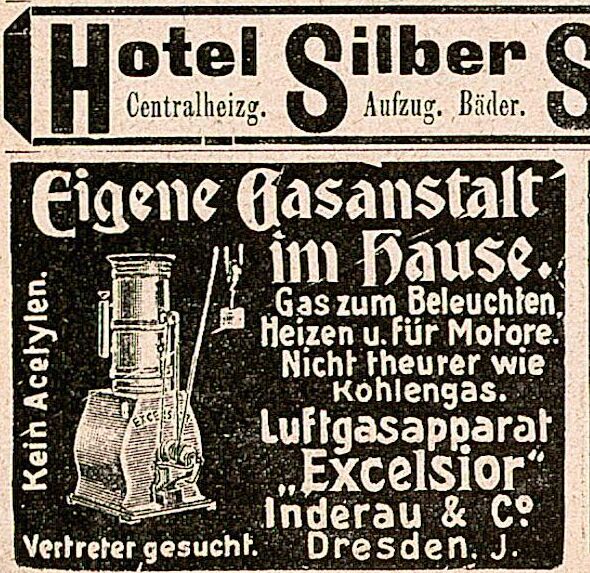 Hotel Silber S
Centralheizg. Aufzug. Bäder.
Eigene Gasanstalt
im Hause.
Gas zum Beleuchten,
Heizen u. für Motore.
Nicht theurer wie
Kohlengas.
Luftgasapparat
„Excelsior“
Inderau & Co.
Dresden. J.
Kein Acetylen.
EXCELS
Vertreter gesucht.